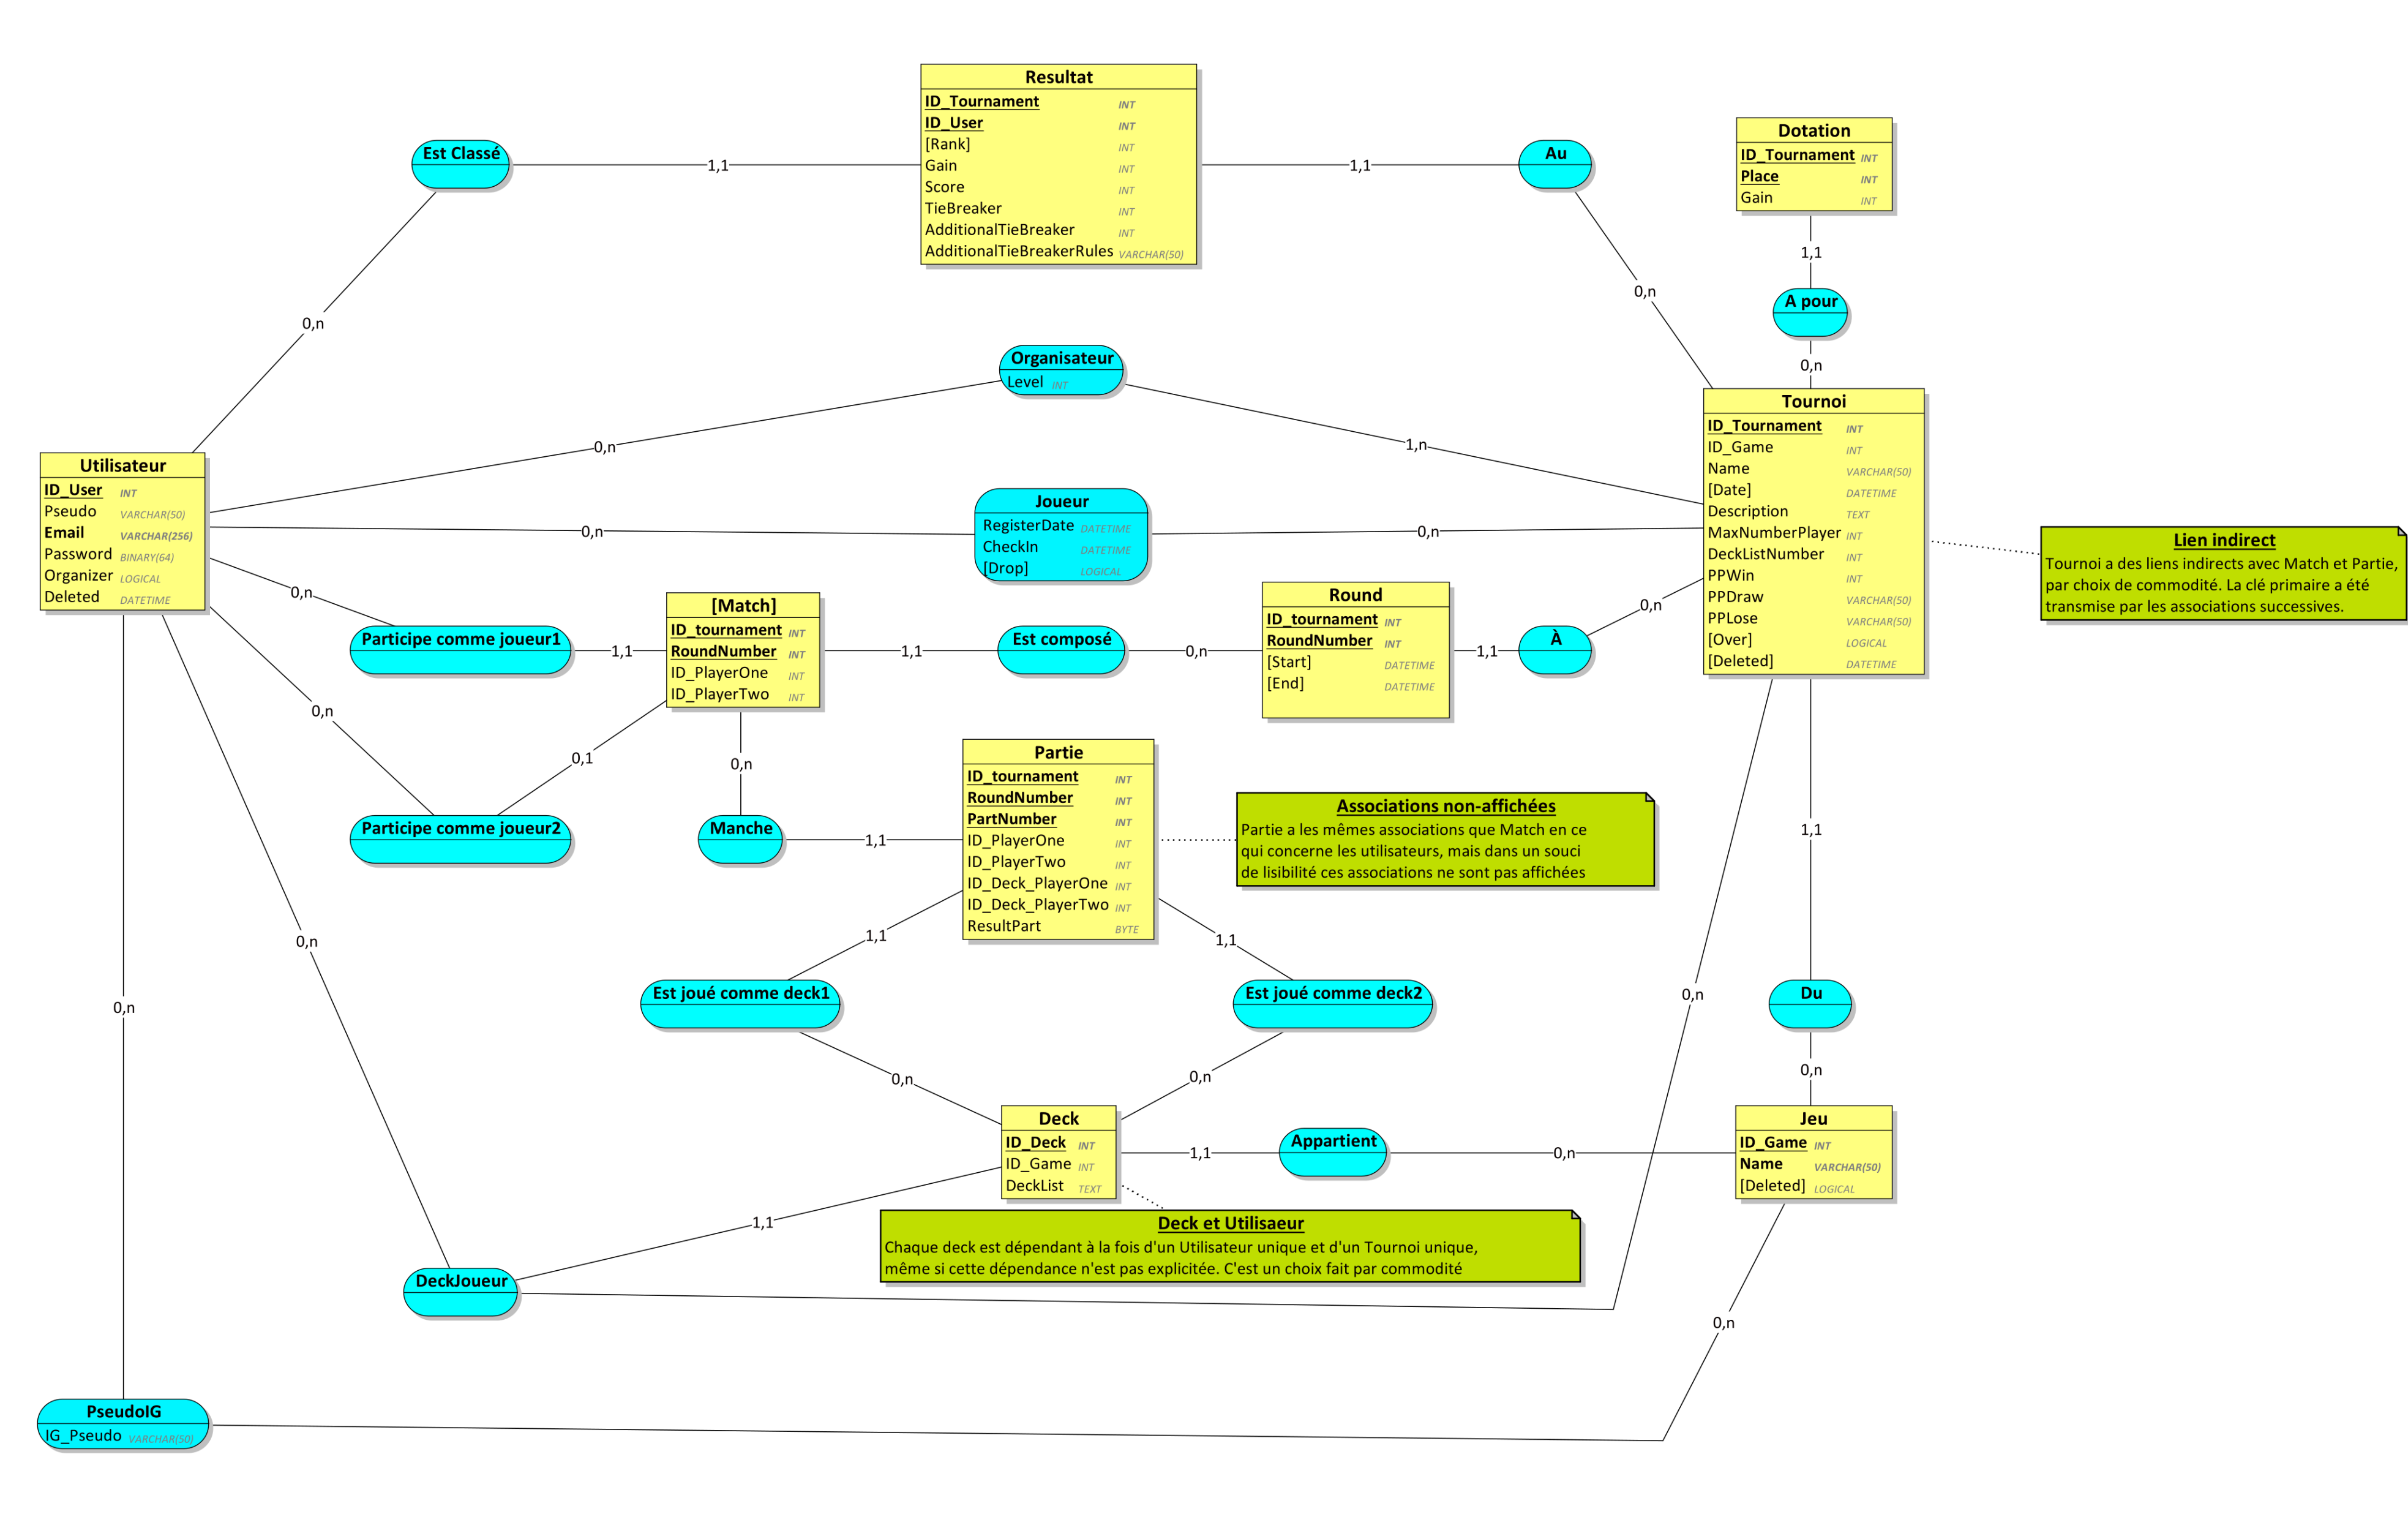 Resultat
ID_Tournament INT
ID_User INT
[Rank] INT
Gain INT
Score INT
TieBreaker INT
AdditionalTieBreaker INT
AdditionalTieBreakerRules VARCHAR(50)
Est Classé
1,1
1,1
Au
0,n
0,n
Dotation
ID_Tournament INT
Place INT
Gain INT
1,1
A pour
0,n
Organisateur
Level INT
0,n
1,n
Tournoi
ID_Tournament INT
ID_Game INT
Name VARCHAR(50)
[Date] DATETIME
Description TEXT
MaxNumberPlayer INT
DeckListNumber INT
PPWin INT
PPDraw VARCHAR(50)
PPLose VARCHAR(50)
[Over] LOGICAL
[Deleted] DATETIME
Utilisateur
ID_User INT
Pseudo VARCHAR(50)
Email VARCHAR(256)
Password BINARY(64)
Organizer LOGICAL
Deleted DATETIME
Joueur
RegisterDate DATETIME
CheckIn DATETIME
[Drop] LOGICAL
0,n
0,n
Lien indirect
Tournoi a des liens indirects avec Match et Partie,
par choix de commodité. La clé primaire a été
transmise par les associations successives.
0,n
Participe comme joueur1
1,1
[Match]
ID_tournament INT
RoundNumber INT
ID_PlayerOne INT
ID_PlayerTwo INT
1,1
Est composé
0,n
Round
ID_tournament INT
RoundNumber INT
[Start] DATETIME
[End] DATETIME
1,1
À
0,n
0,n
0,1
Participe comme joueur2
0,n
Manche
1,1
Partie
ID_tournament INT
RoundNumber INT
PartNumber INT
ID_PlayerOne INT
ID_PlayerTwo INT
ID_Deck_PlayerOne INT
ID_Deck_PlayerTwo INT
ResultPart BYTE
Associations non-affichées
Partie a les mêmes associations que Match en ce
qui concerne les utilisateurs, mais dans un souci
de lisibilité ces associations ne sont pas affichées
1,1
0,n
1,1
1,1
0,n
0,n
0,n
Est joué comme deck1
Est joué comme deck2
Du
0,n
0,n
0,n
Deck
ID_Deck INT
ID_Game INT
DeckList TEXT
1,1
Appartient
0,n
Jeu
ID_Game INT
Name VARCHAR(50)
[Deleted] LOGICAL
1,1
Deck et Utilisaeur
Chaque deck est dépendant à la fois d'un Utilisateur unique et d'un Tournoi unique,
même si cette dépendance n'est pas explicitée. C'est un choix fait par commodité
DeckJoueur
0,n
PseudoIG
IG_Pseudo VARCHAR(50)